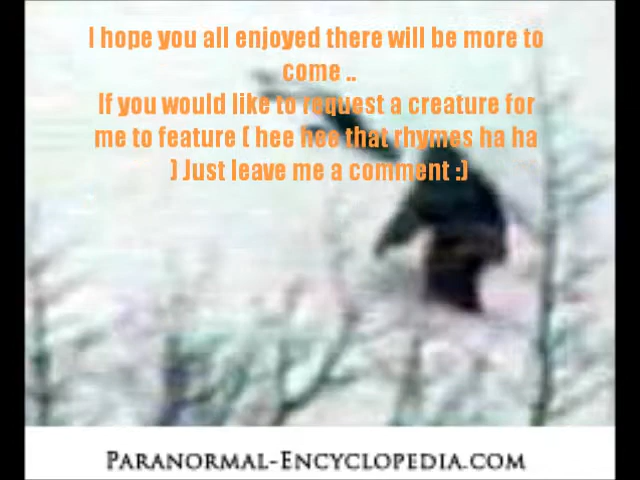 I hope you all enjoyed there will be more to
come ..
If you would like to request a creature for
me to feature ( hee hee that rhymes ha ha
) Just leave me a comment :)
PARANORMAL-ENCYCLOPEDIA.COM